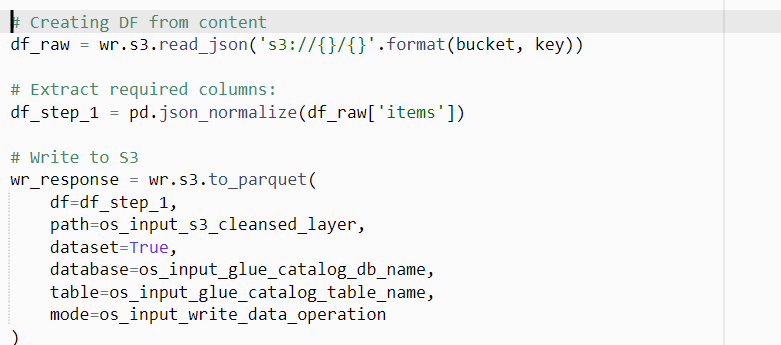 # Creating DF from content
df_raw = wr.s3.read_json('s3://{}/{}'.format(bucket, key))
# Extract required columns:
df_step_1 = pd.json_normalize(df_raw['items'])
# Write to S3
wr_response = wr.s3.to_parquet(
    df=df_step_1,
    path=os_input_s3_cleansed_layer,
    dataset=True,
    database=os_input_glue_catalog_db_name,
    table=os_input_glue_catalog_table_name,
    mode=os_input_write_data_operation
)